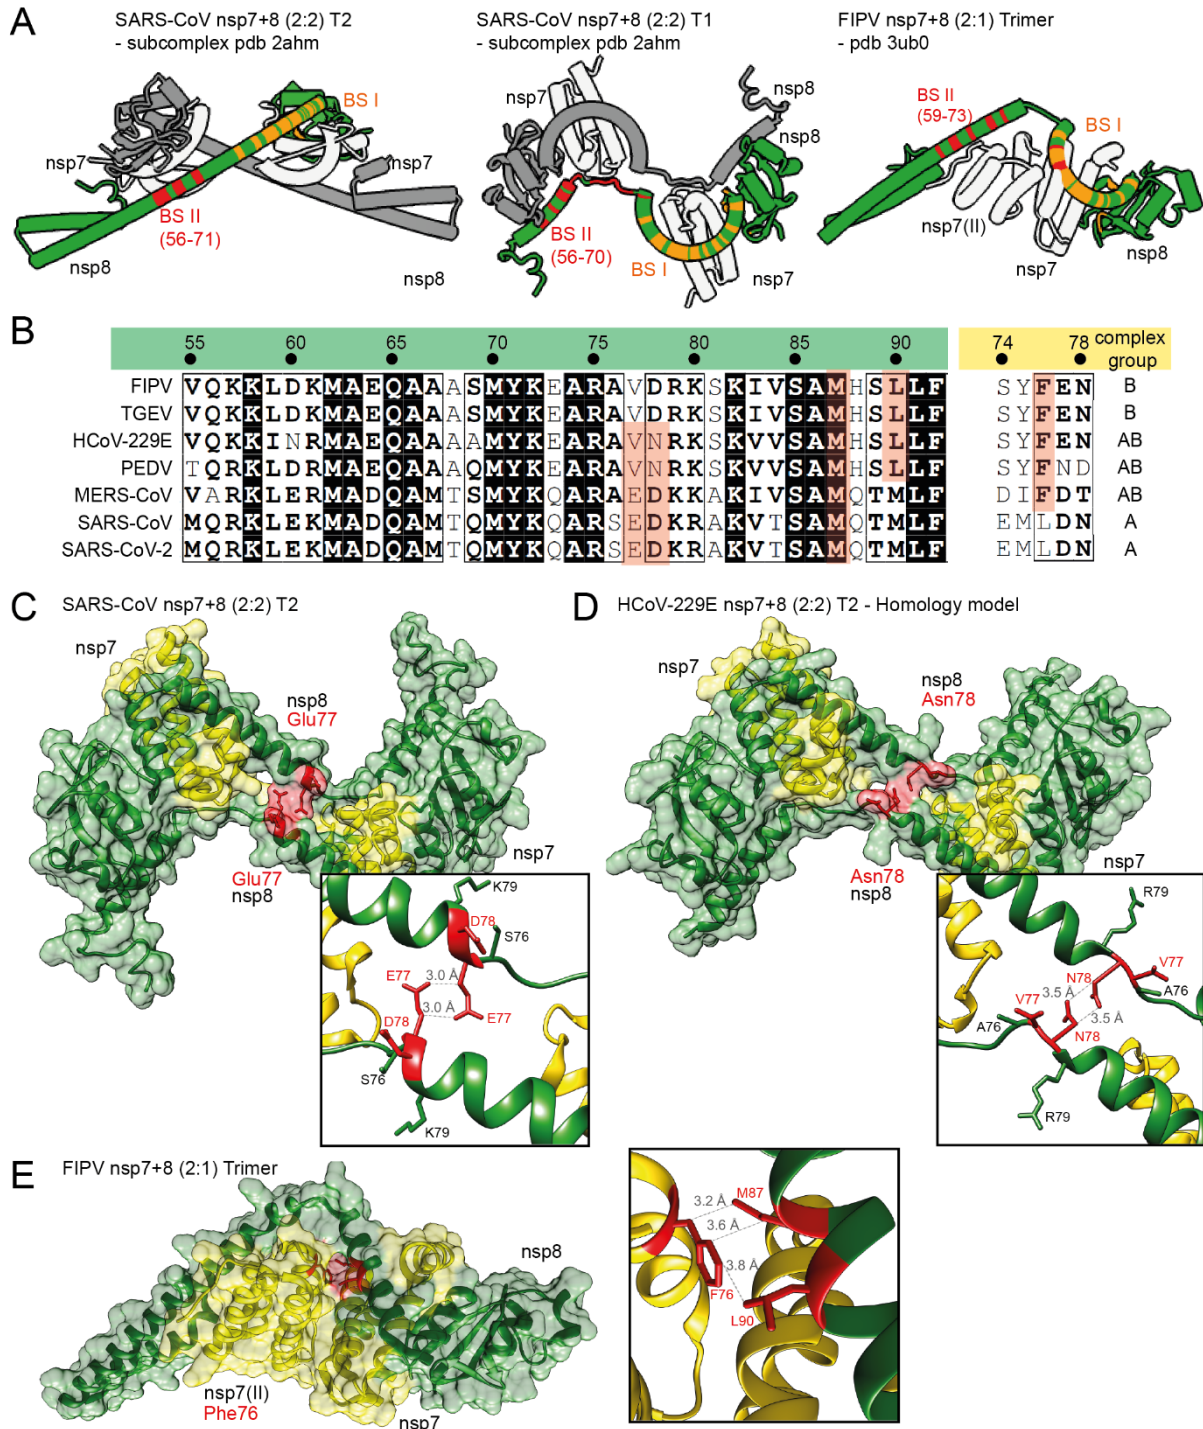 A
SARS-CoV nsp7+8 (2:2) T2
- subcomplex pdb 2ahm
SARS-CoV nsp7+8 (2:2) T1
- subcomplex pdb 2ahm
FIPV nsp7+8 (2:1) Trimer
- pdb 3ub0
BS I
nsp7
nsp7
BS II
(56-71)
nsp8
nsp8
nsp7
nsp8
nsp8
BS II
(56-70)
BS I
nsp7
BS II
(59-73)
BS I
nsp7(II)
nsp7
nsp8
B
55 60 65 70 75 80 85 90 74 78 complex
group
FIPV VQKKLDKMAEQAAASMYKEARAVDRKSKIVSAMHSLLF SYFEN B
TGEV VQKKLDKMAEQAAASMYKEARAVDRKSKIVSAMHSLLF SYFEN B
HCoV-229E VQKKINRMAEQAAAAMYKEARAVNRKSKVVSAMHSLLF SYFEN AB
PEDV TQRKLDRMAEQAAAAMYKEARAVNRKSKVVSAMHSLLF SYFND AB
MERS-CoV VARKLERMADQAMTSMYKQARAEDKKAKIVSAMQTMLF DIFDT AB
SARS-CoV MQRKLEKMADQAMTQMYKQARSEDKRAKVTSAMQTMLF EMLDN A
SARS-CoV-2 MQRKLEKMADQAMTQMYKQARSEDKRAKVTSAMQTMLF EMLDN A
C
SARS-CoV nsp7+8 (2:2) T2
nsp7
nsp8
Glu77
Glu77
nsp8
nsp7
K79
D78
S76
E77
3.0 Å
3.0 Å
E77
D78
S76
K79
D
HCoV-229E nsp7+8 (2:2) T2 - Homology model
nsp7
nsp8
Asn78
Asn78
nsp8
nsp7
R79
V77
N78
A76
3.5 Å
V77
3.5 Å
A76
N78
R79
E
FIPV nsp7+8 (2:1) Trimer
nsp8
nsp7(II)
Phe76
nsp7
M87
3.2 Å
3.6 Å
3.8 Å
F76
L90